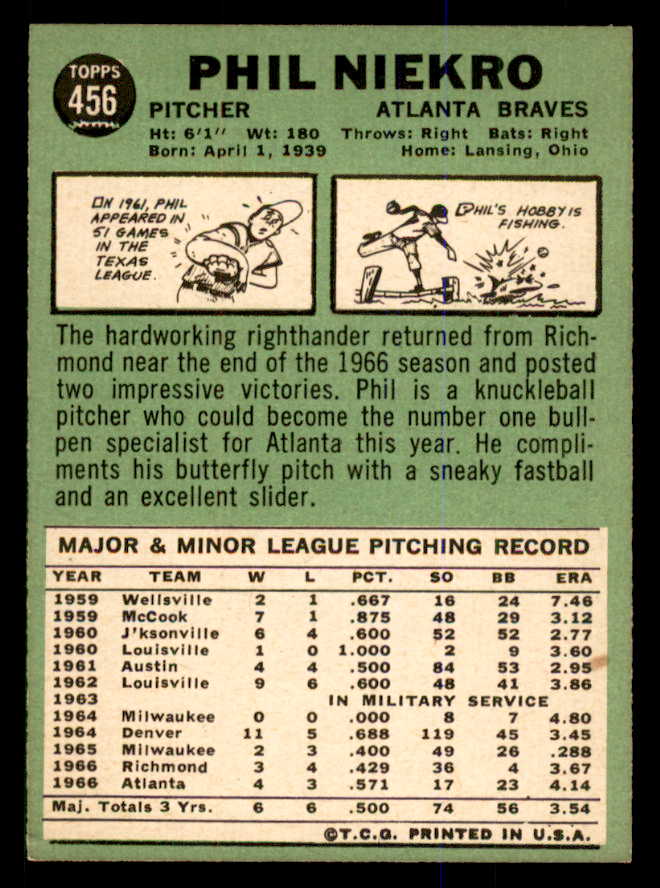 TOPPS
456
PHIL NIEKRO
PITCHER ATLANTA BRAVES
Ht: 6'1" Wt: 180 Throws: Right Bats: Right
Born: April 1, 1939 Home: Lansing, Ohio
ON 1961, PHIL
APPEARED IN
51 GAMES
IN THE
TEXAS
LEAGUE.
PHIL'S HOBBY IS
FISHING.
The hardworking righthander returned from Rich-
mond near the end of the 1966 season and posted
two impressive victories. Phil is a knuckleball
pitcher who could become the number one bull-
pen specialist for Atlanta this year. He compli-
ments his butterfly pitch with a sneaky fastball
and an excellent slider.
MAJOR & MINOR LEAGUE PITCHING RECORD
YEAR TEAM W L PCT. SO BB ERA
1959 Wellsville 2 1 .667 16 24 7.46
1959 McCook 7 1 .875 48 29 3.12
1960 J'ksonville 6 4 .600 52 52 2.77
1960 Louisville 1 0 1.000 2 9 3.60
1961 Austin 4 4 .500 84 53 2.95
1962 Louisville 9 6 .600 48 41 3.86
1963 IN MILITARY SERVICE
1964 Milwaukee 0 0 .000 8 7 4.80
1964 Denver 11 5 .688 119 45 3.45
1965 Milwaukee 2 3 .400 49 26 .288
1966 Richmond 3 4 .429 36 4 3.67
1966 Atlanta 4 3 .571 17 23 4.14
Maj. Totals 3 Yrs. 6 6 .500 74 56 3.54
©T.C.G. PRINTED IN U.S.A.